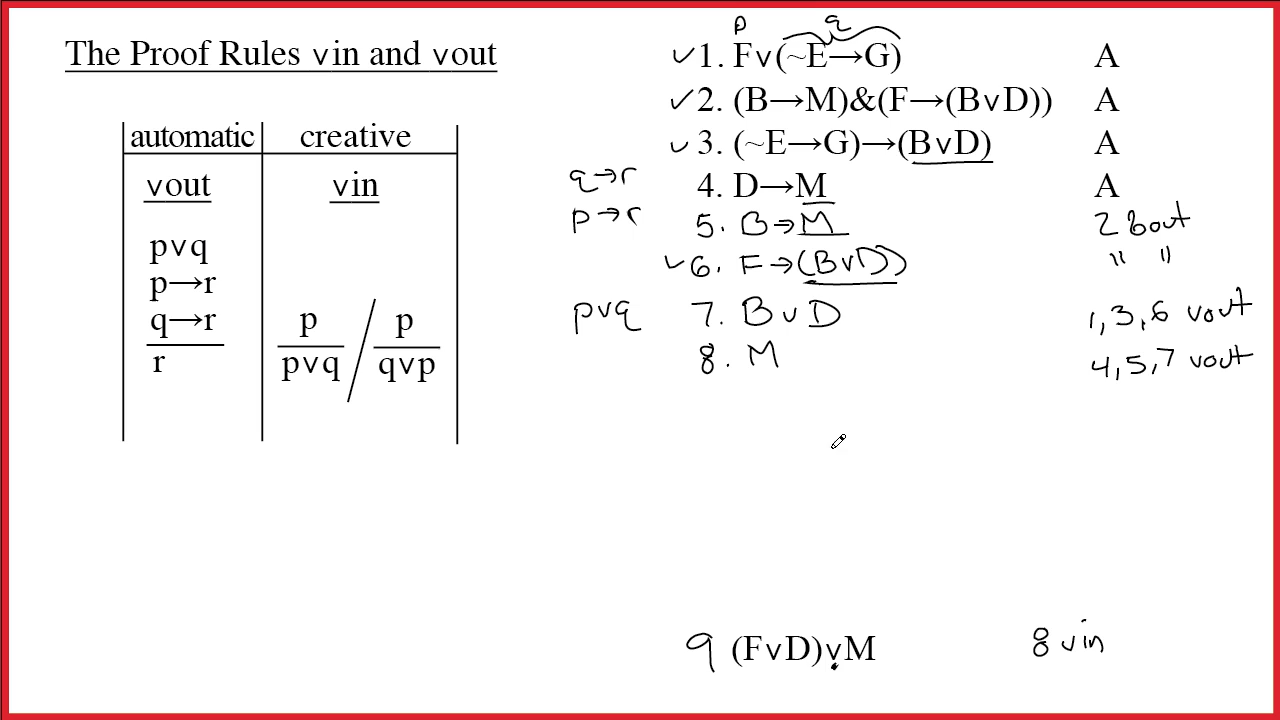 The Proof Rules ∨in and ∨out
automatic creative
∨out ∨in
p∨q
p→r
q→r p / p
r p∨q q∨p
p q
✓1. F∨(~E→G) A
✓2. (B→M)&(F→(B∨D)) A
✓3. (~E→G)→(B∨D) A
q→r 4. D→M A
p→r 5. B→M 2 &out
✓6. F→(B∨D) " "
p∨q 7. B∨D 1,3,6 ∨out
8. M 4,5,7 ∨out
9 (F∨D)∨M 8 ∨in